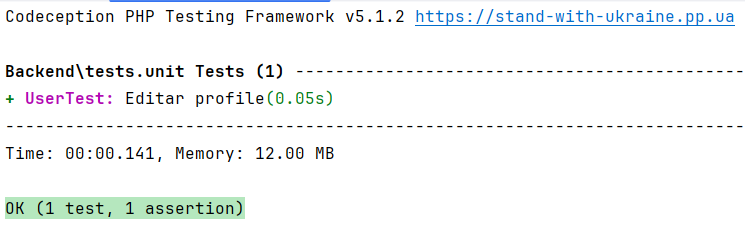 Codeception PHP Testing Framework v5.1.2 https://stand-with-ukraine.pp.ua
Backend\tests.unit Tests (1) ---------------------------------------------
+ UserTest: Editar profile(0.05s)
--------------------------------------------------------------------------
Time: 00:00.141, Memory: 12.00 MB
OK (1 test, 1 assertion)